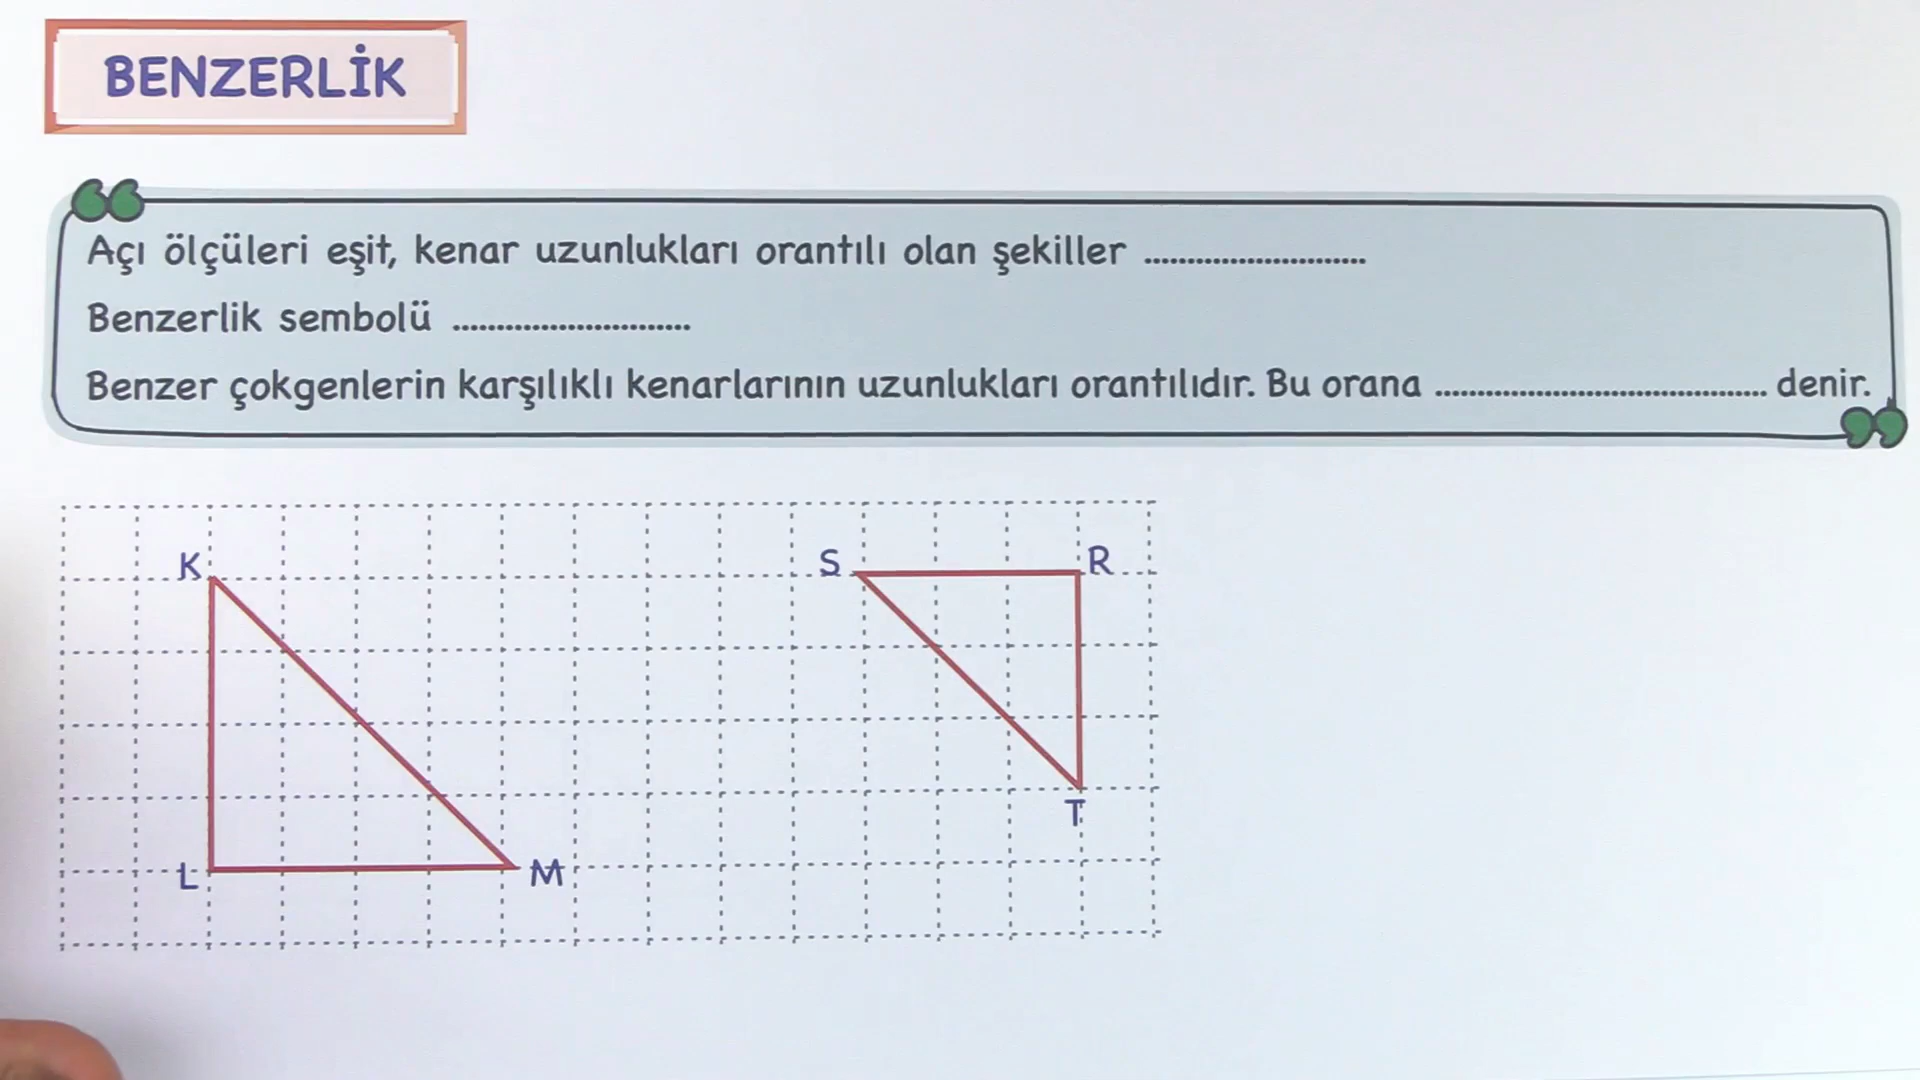 BENZERLİK
Açı ölçüleri eşit, kenar uzunlukları orantılı olan şekiller .........................
Benzerlik sembolü ...........................
Benzer çokgenlerin karşılıklı kenarlarının uzunlukları orantılıdır. Bu orana ...................................... denir.
K
S
R
T
L
M